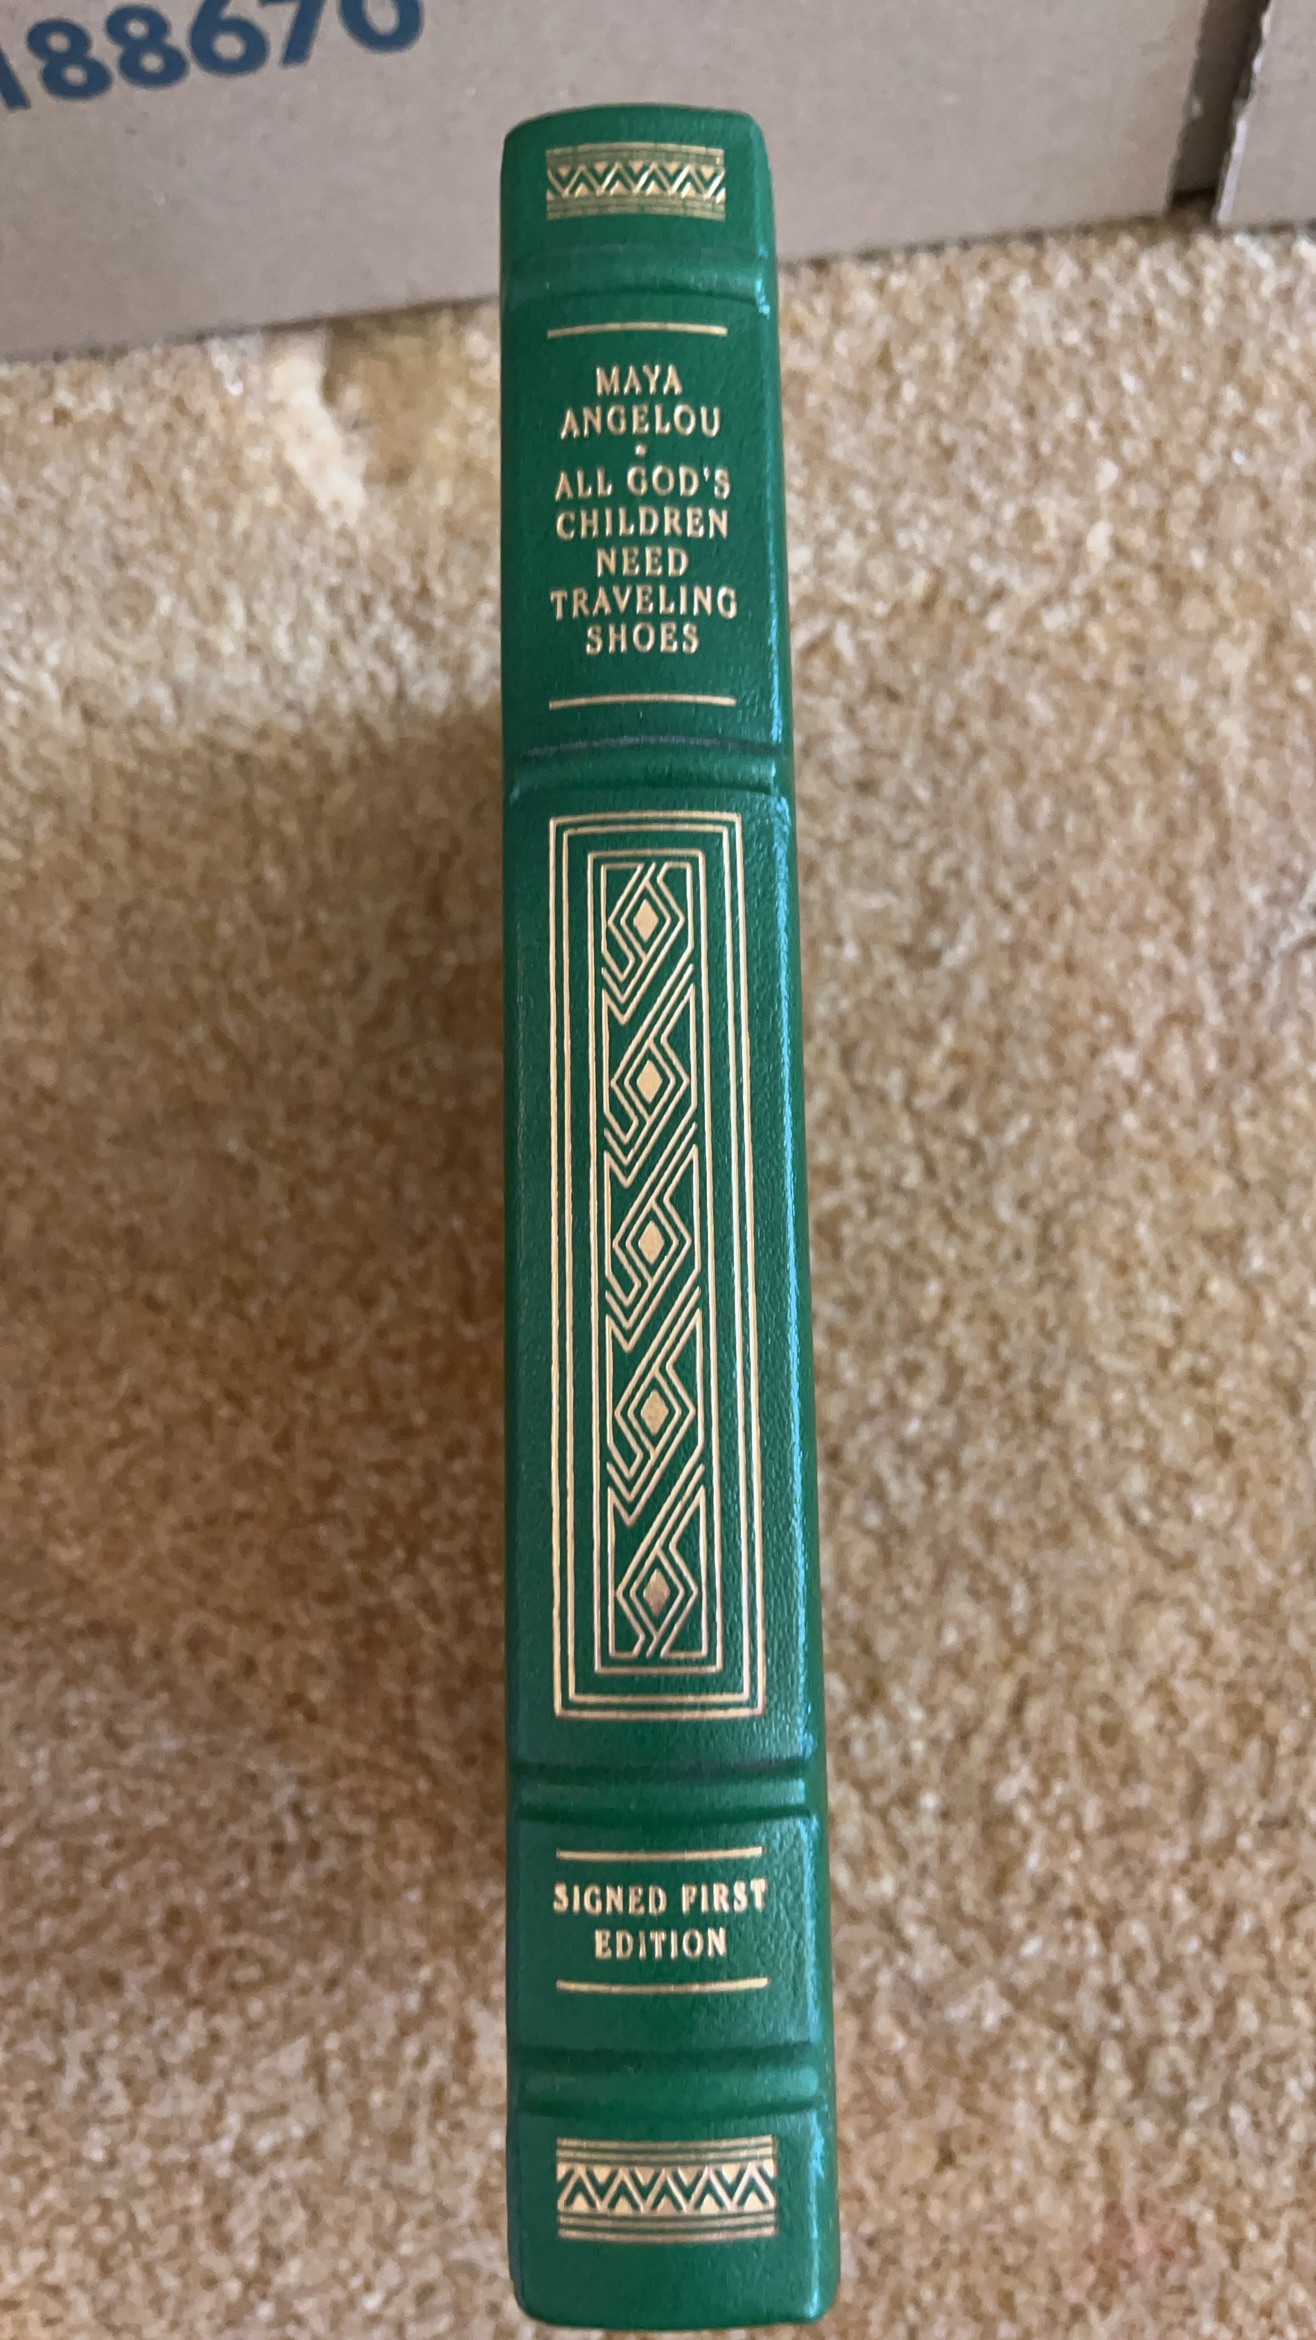 188670
MAYA
ANGELOU
•
ALL GOD'S
CHILDREN
NEED
TRAVELING
SHOES
SIGNED FIRST
EDITION